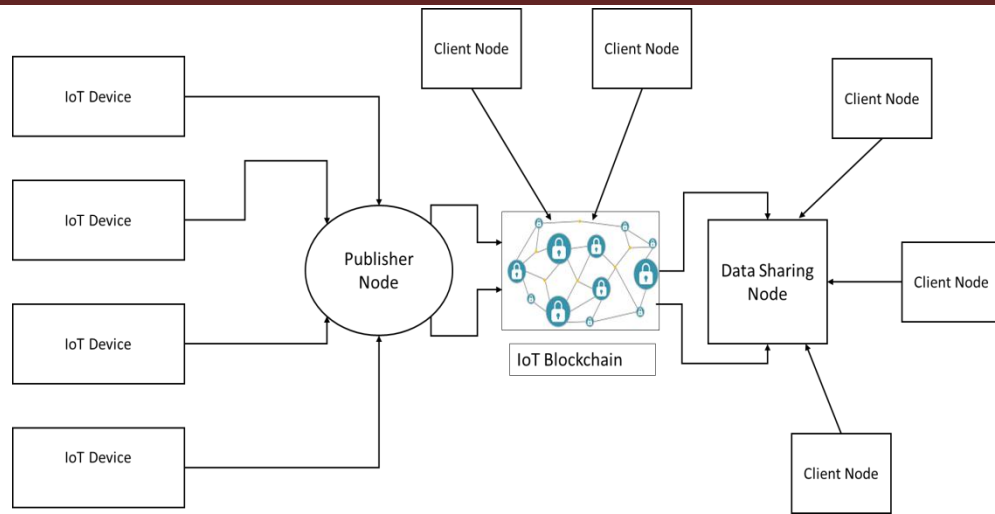 Client Node
Client Node
IoT Device
Client Node
IoT Device
Publisher
Node
Data Sharing
Node
Client Node
IoT Device
IoT Blockchain
IoT Device
Client Node